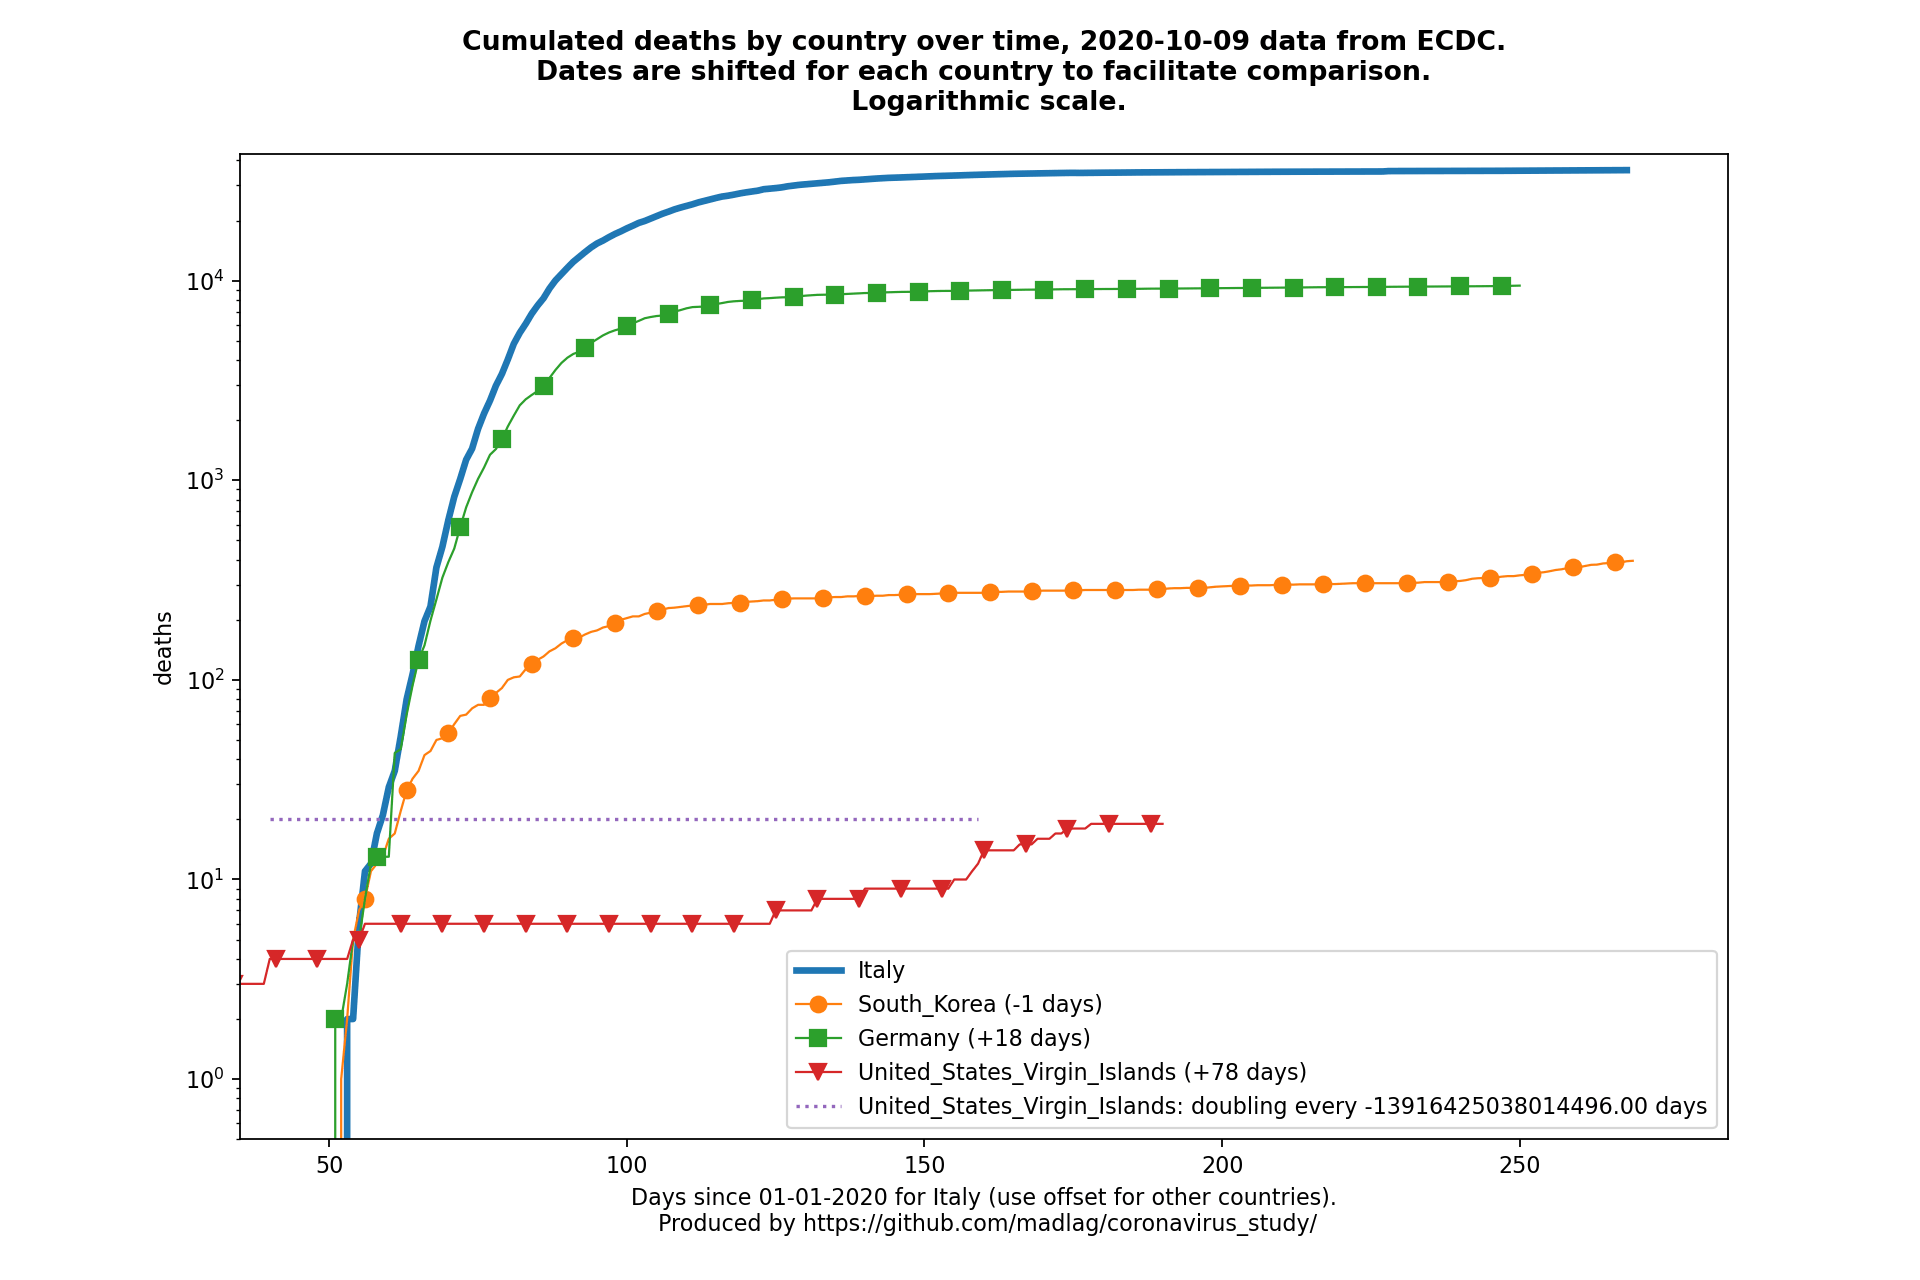 Cumulated deaths by country over time, 2020-10-09 data from ECDC.
Dates are shifted for each country to facilitate comparison.
Logarithmic scale.
deaths
10^4
10^3
10^2
10^1
10^0
Italy
South_Korea (-1 days)
Germany (+18 days)
United_States_Virgin_Islands (+78 days)
United_States_Virgin_Islands: doubling every -13916425038014496.00 days
50 100 150 200 250
Days since 01-01-2020 for Italy (use offset for other countries).
Produced by https://github.com/madlag/coronavirus_study/